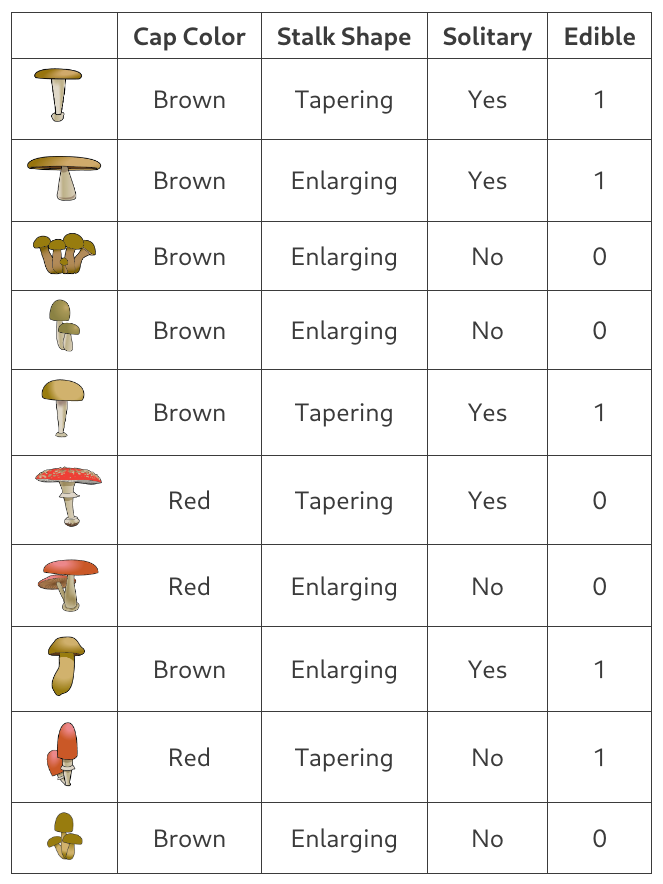 Cap Color Stalk Shape Solitary Edible
Brown Tapering Yes 1
Brown Enlarging Yes 1
Brown Enlarging No 0
Brown Enlarging No 0
Brown Tapering Yes 1
Red Tapering Yes 0
Red Enlarging No 0
Brown Enlarging Yes 1
Red Tapering No 1
Brown Enlarging No 0